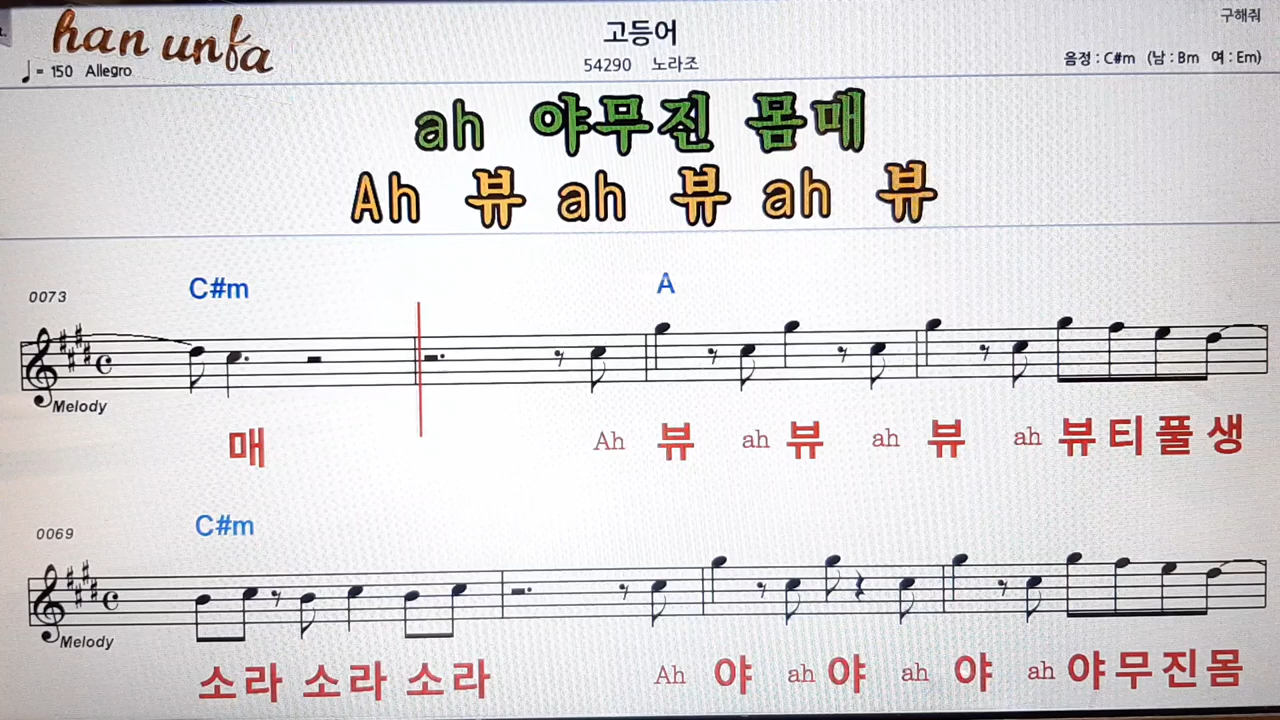 han unfa
고등어
구해줘
♩= 150 Allegro
54290 노라조
음정 : C#m (남 : Bm 여 : Em)
ah 야무진 몸매
Ah 뷰 ah 뷰 ah 뷰
0073 C#m A
Melody
매 Ah 뷰 ah 뷰 ah 뷰 ah 뷰티풀생
0069 C#m
Melody
소라 소라 소라 Ah 야 ah 야 ah 야 ah 야무진몸